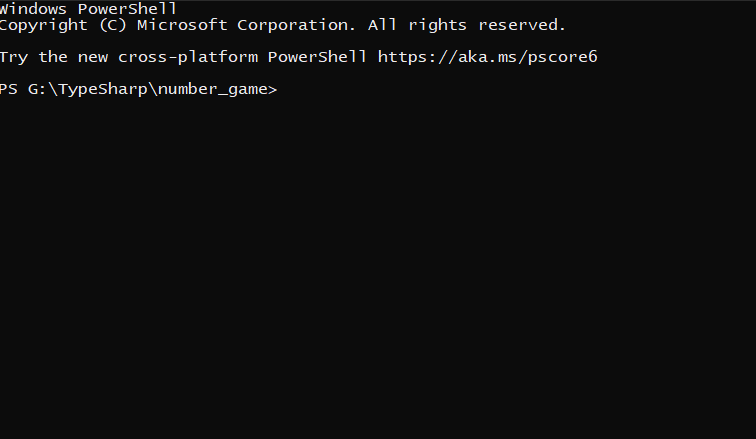 Windows PowerShell
Copyright (C) Microsoft Corporation. All rights reserved.
Try the new cross-platform PowerShell https://aka.ms/pscore6
PS G:\TypeSharp\number_game>